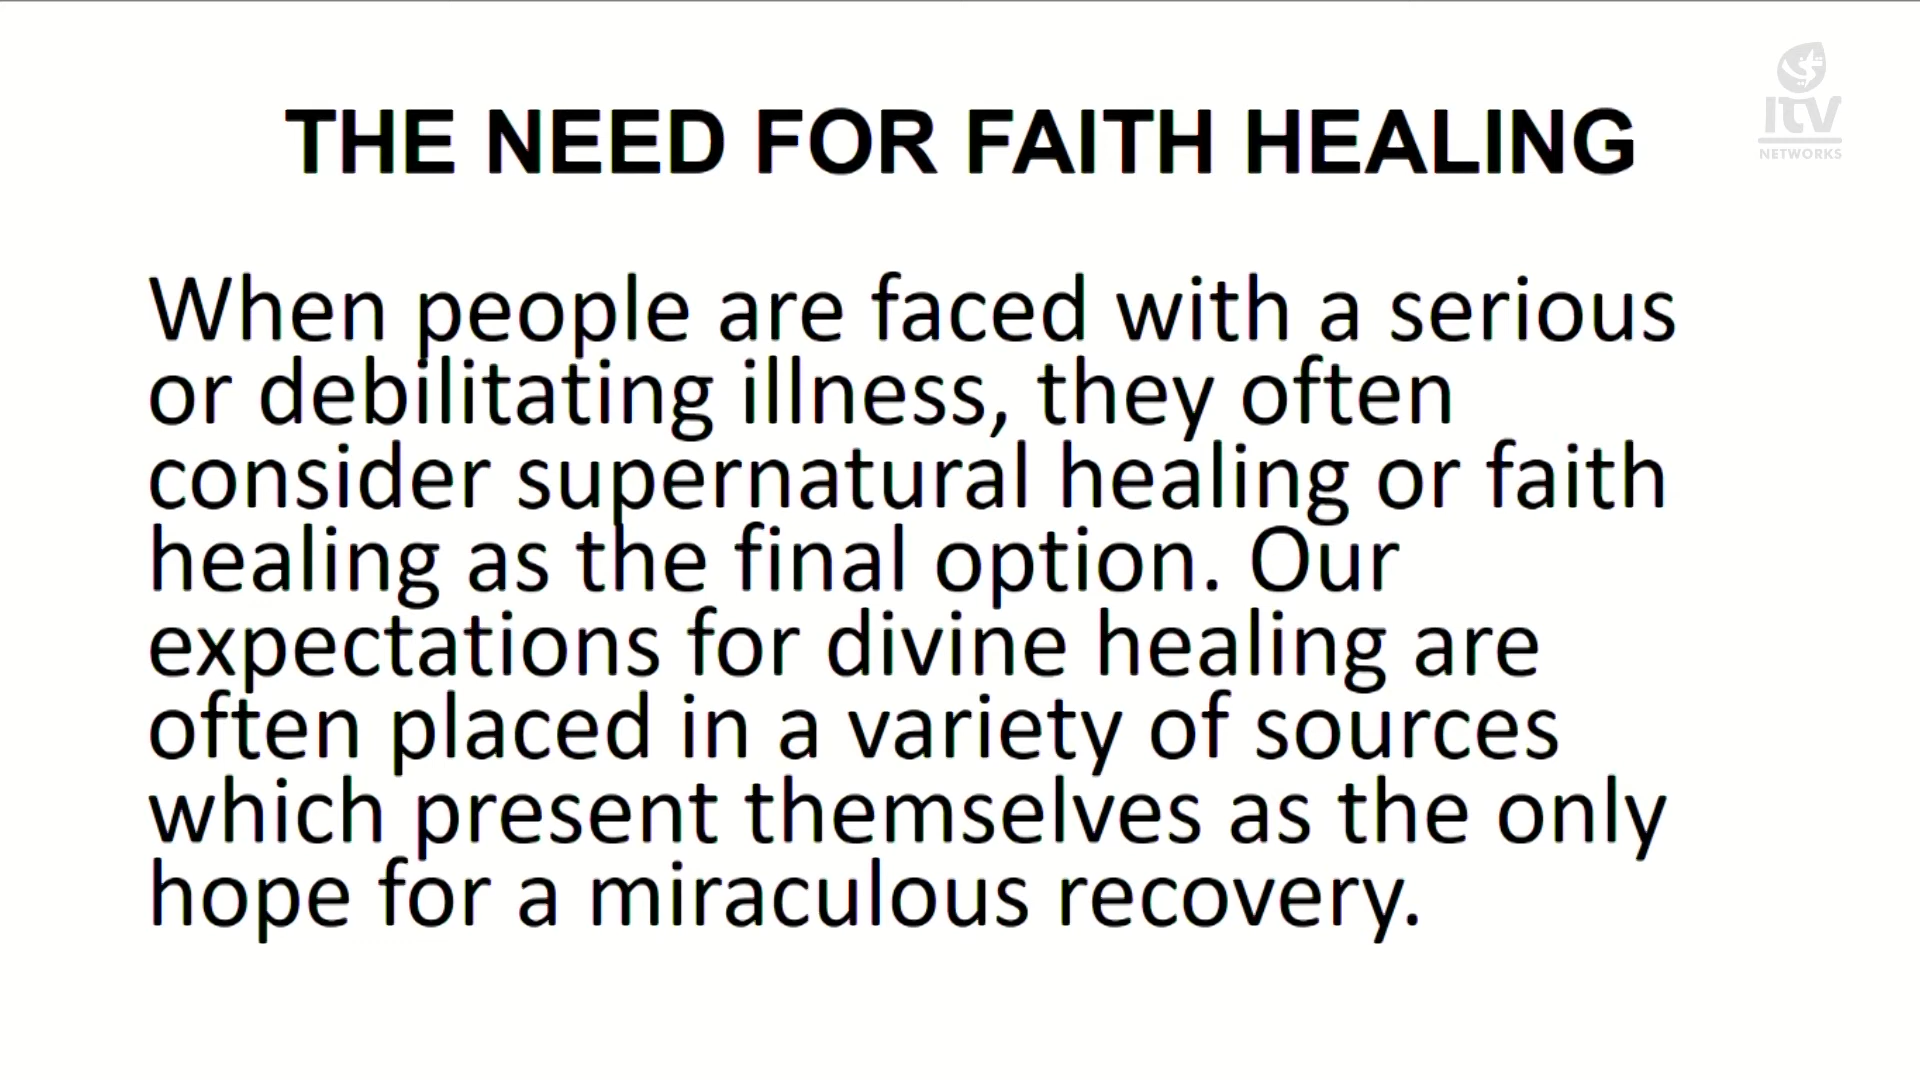 THE NEED FOR FAITH HEALING
ITV
NETWORKS
When people are faced with a serious
or debilitating illness, they often
consider supernatural healing or faith
healing as the final option. Our
expectations for divine healing are
often placed in a variety of sources
which present themselves as the only
hope for a miraculous recovery.